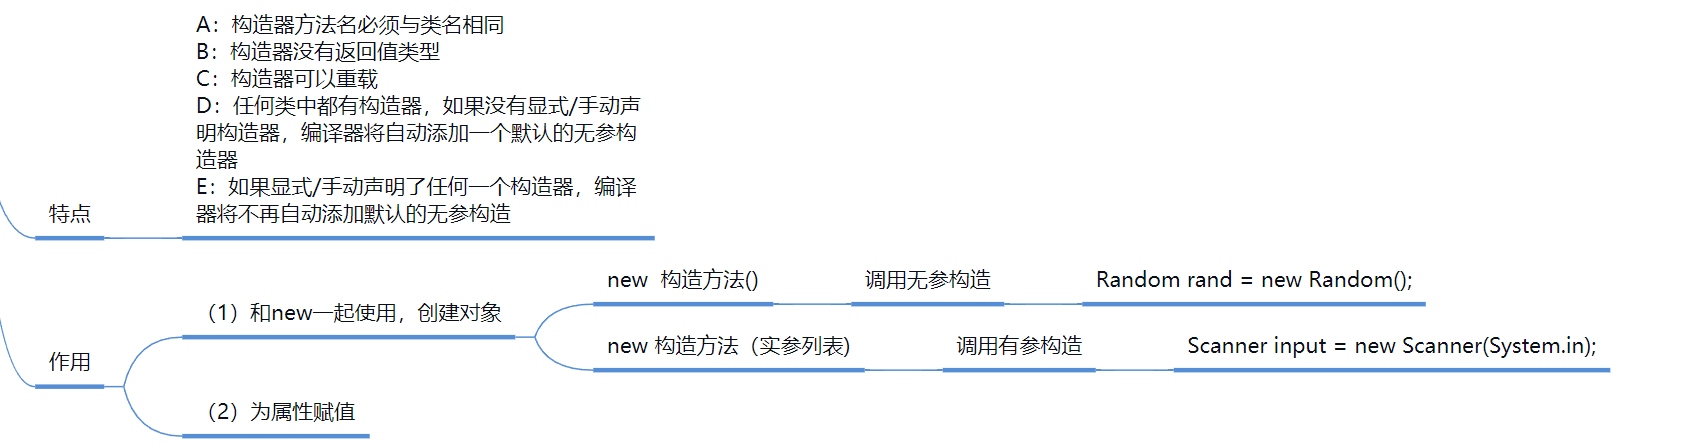 A：构造器方法名必须与类名相同
B：构造器没有返回值类型
C：构造器可以重载
D：任何类中都有构造器，如果没有显式/手动声
明构造器，编译器将自动添加一个默认的无参构
造器
E：如果显式/手动声明了任何一个构造器，编译
器将不再自动添加默认的无参构造
特点
new  构造方法()
调用无参构造
Random rand = new Random();
（1）和new一起使用，创建对象
new 构造方法（实参列表)
调用有参构造
Scanner input = new Scanner(System.in);
作用
（2）为属性赋值